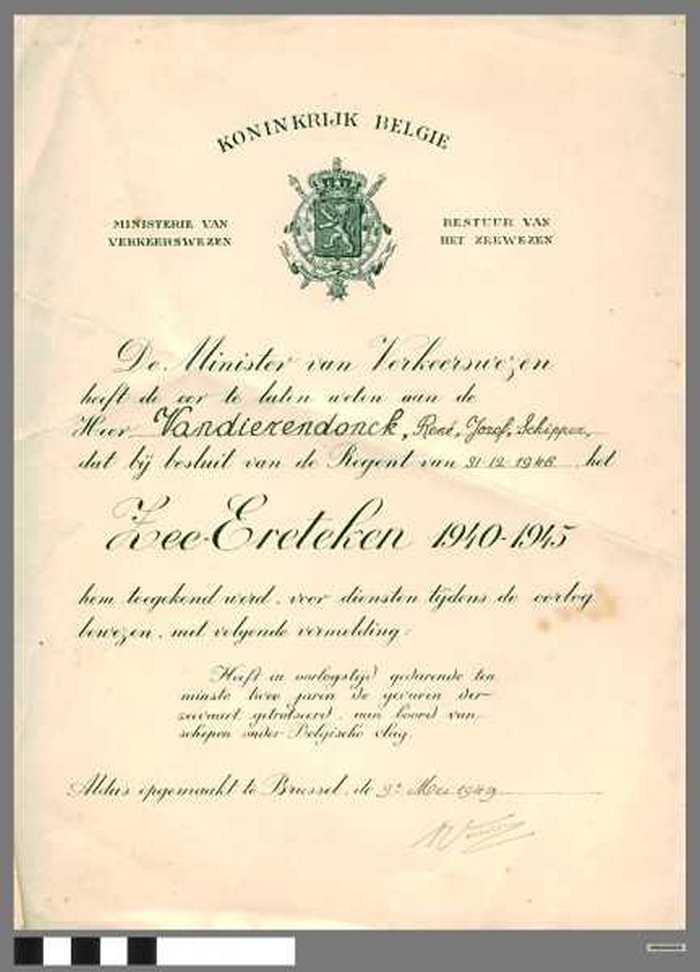 KONINKRIJK BELGIE
MINISTERIE VAN
VERKEERSWEZEN
BESTUUR VAN
HET ZEEWEZEN
De Minister van Verkeerswezen
heeft de eer te laten weten aan de
Heer Vandierendonck, René, Jozef, Schipper,
dat bij besluit van de Regent van 31-12-1946 het
Zee-Ereteken 1940-1945
hem toegekend werd, voor diensten tijdens de oorlog
bewezen, met volgende vermelding:
Heeft in oorlogstijd gedurende ten
minste twee jaren de gevaren der
zeevaart getrotseerd, aan boord van
schepen onder Belgische vlag.
Aldus opgemaakt te Brussel, de 9e Mei 1949